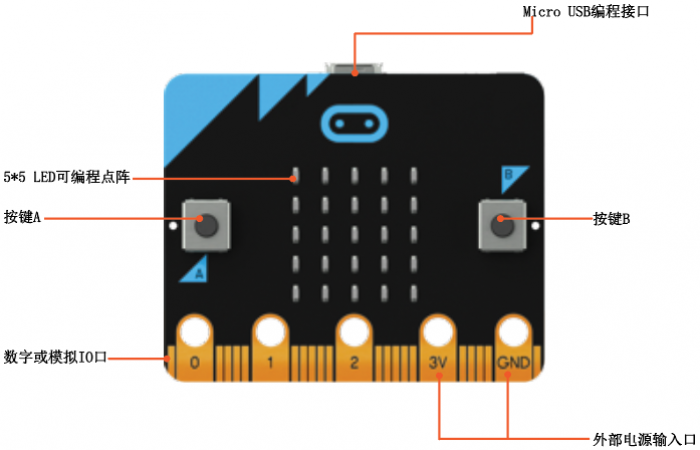 Micro USB编程接口
5*5 LED可编程点阵
B
按键A
按键B
A
数字或模拟IO口
0 1 2 3V GND
外部电源输入口